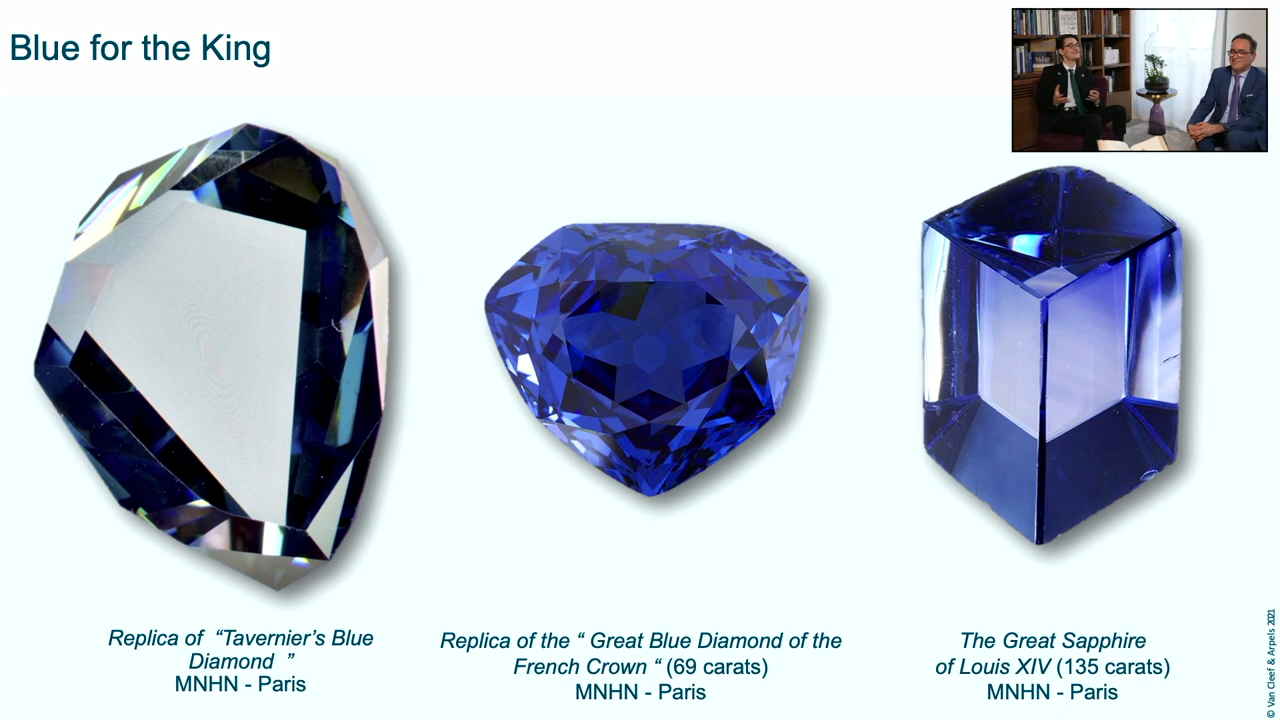 Blue for the King
Replica of “Tavernier’s Blue
Diamond ”
MNHN - Paris
Replica of the “ Great Blue Diamond of the
French Crown “ (69 carats)
MNHN - Paris
The Great Sapphire
of Louis XIV (135 carats)
MNHN - Paris
© Van Cleef & Arpels 2021